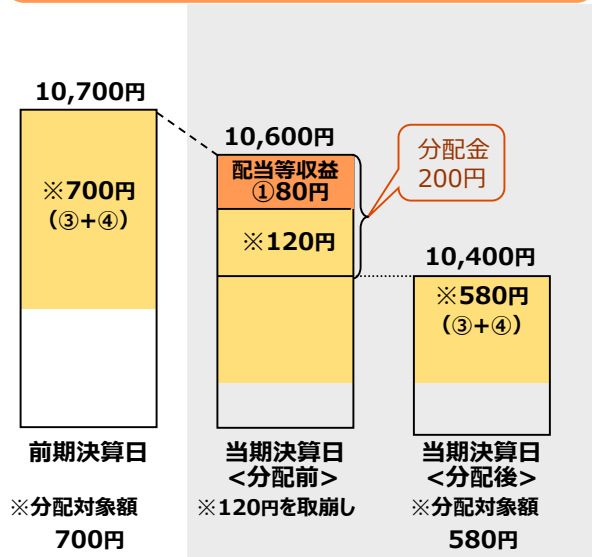 10,700円
※700円
（③+④）
前期決算日
※分配対象額
700円
10,600円
配当等収益
①80円
※120円
分配金
200円
当期決算日
<分配前>
※120円を取崩し
10,400円
※580円
（③+④）
当期決算日
<分配後>
※分配対象額
580円